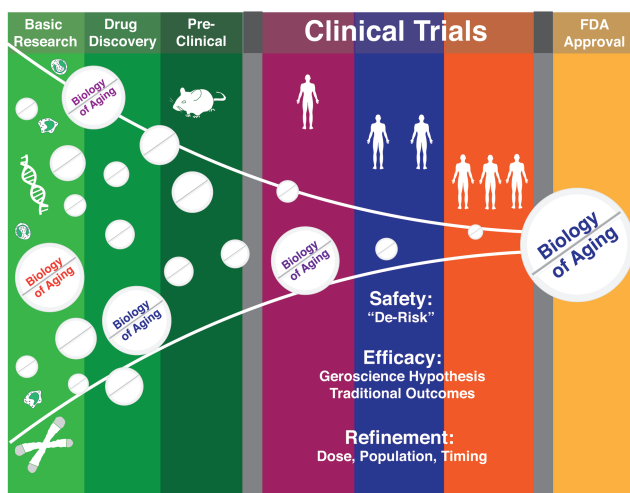 Basic
Research
Drug
Discovery
Pre-
Clinical
Clinical Trials
FDA
Approval
Biology
of Aging
Biology
of Aging
Biology
of Aging
Biology
of Aging
Biology
of Aging
Safety:
“De-Risk”
Efficacy:
Geroscience Hypothesis
Traditional Outcomes
Refinement:
Dose, Population, Timing